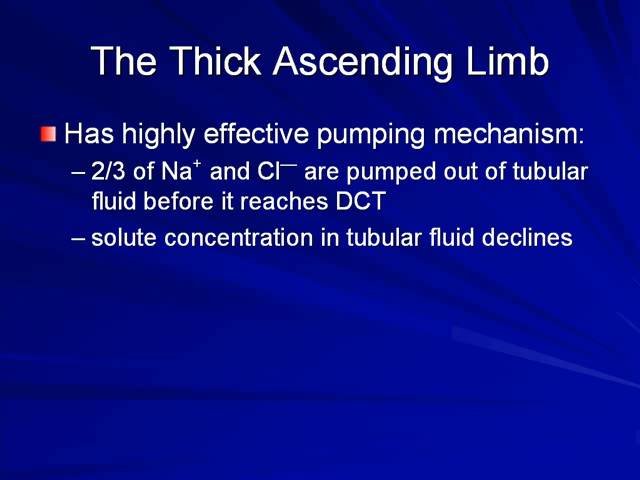 The Thick Ascending Limb
Has highly effective pumping mechanism:
– 2/3 of Na⁺ and Cl⁻ are pumped out of tubular
fluid before it reaches DCT
– solute concentration in tubular fluid declines